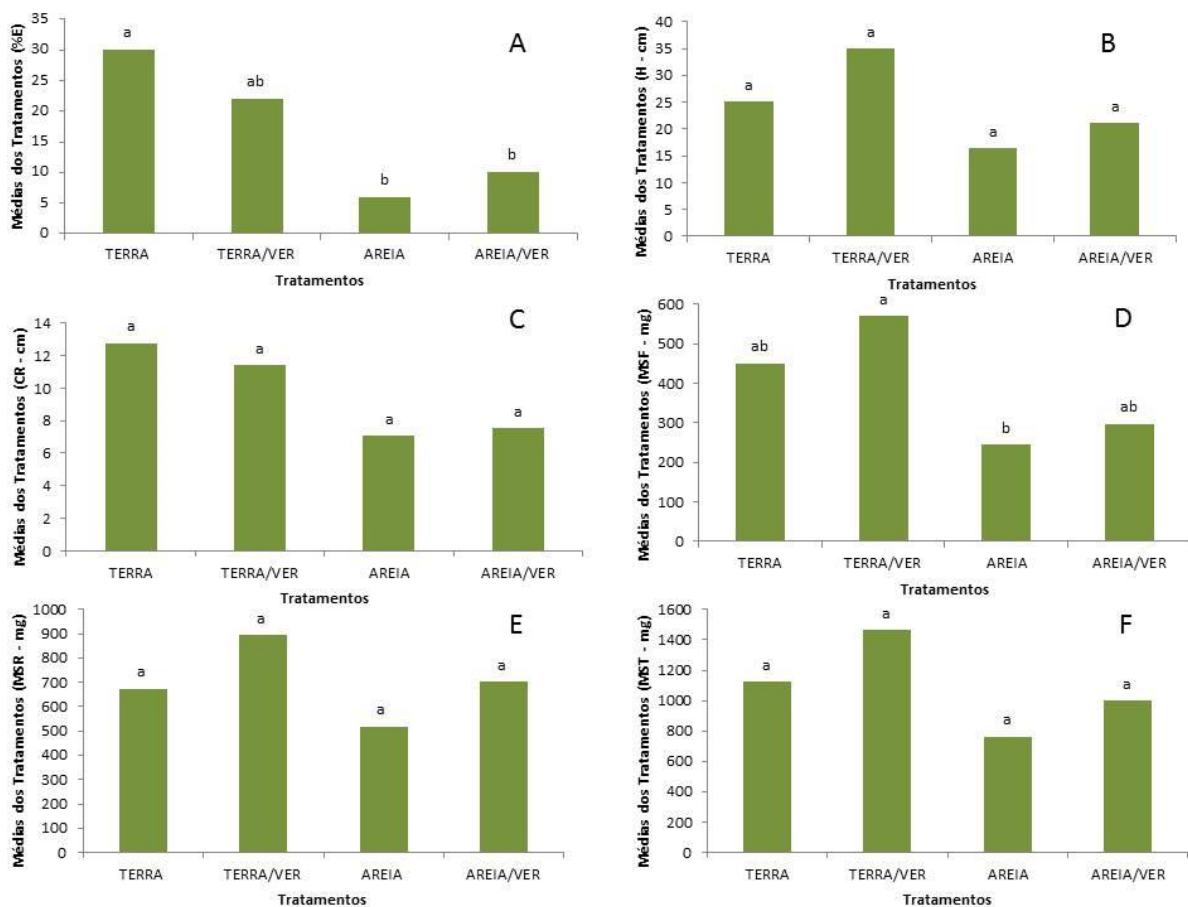 Médias dos Tratamentos (%E)
35
30
25
20
15
10
5
0
a
ab
b
b
A
TERRA TERRA/VER AREIA AREIA/VER
Tratamentos
Médias dos Tratamentos (H - cm)
40
35
30
25
20
15
10
5
0
a
a
a
a
B
TERRA TERRA/VER AREIA AREIA/VER
Tratamentos
Médias dos Tratamentos (CR - cm)
14
12
10
8
6
4
2
0
a
a
a
a
C
TERRA TERRA/VER AREIA AREIA/VER
Tratamentos
Médias dos Tratamentos (MSF - mg)
600
500
400
300
200
100
0
ab
a
b
ab
D
TERRA TERRA/VER AREIA AREIA/VER
Tratamentos
Médias dos Tratamentos (MSR - mg)
1000
900
800
700
600
500
400
300
200
100
0
a
a
a
a
E
TERRA TERRA/VER AREIA AREIA/VER
Tratamentos
Médias dos Tratamentos (MST - mg)
1600
1400
1200
1000
800
600
400
200
0
a
a
a
a
F
TERRA TERRA/VER AREIA AREIA/VER
Tratamentos